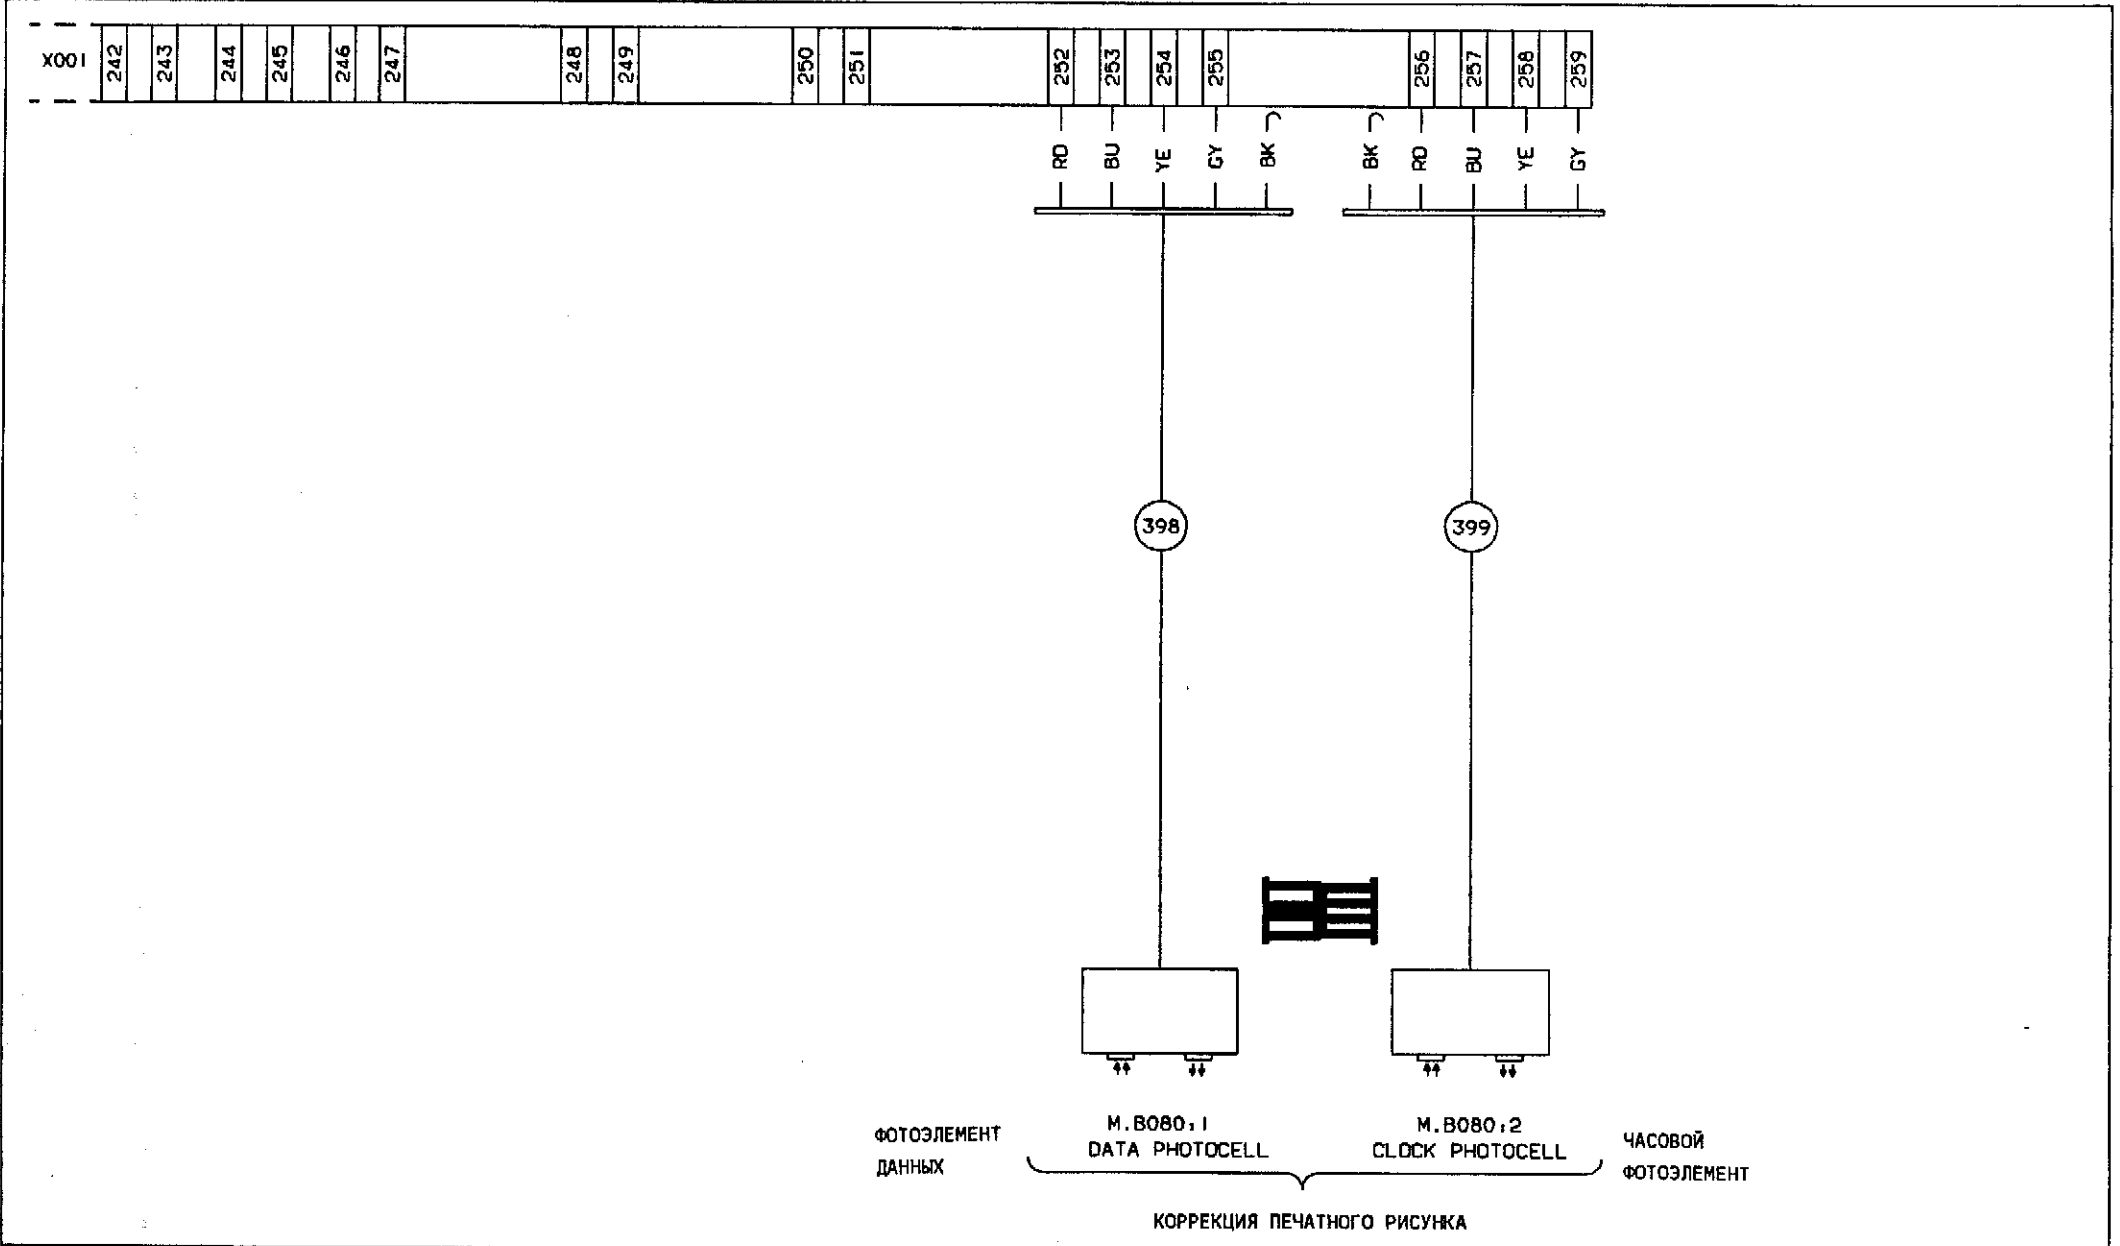 X001 242 243 244 245 246 247 248 249 250 251 252 253 254 255 256 257 258 259
RD BU YE GY BK BK RD BU YE GY
398 399
ФОТОЭЛЕМЕНТ
ДАННЫХ
M.B080:1
DATA PHOTOCELL
M.B080:2
CLOCK PHOTOCELL
ЧАСОВОЙ
ФОТОЭЛЕМЕНТ
КОРРЕКЦИЯ ПЕЧАТНОГО РИСУНКА